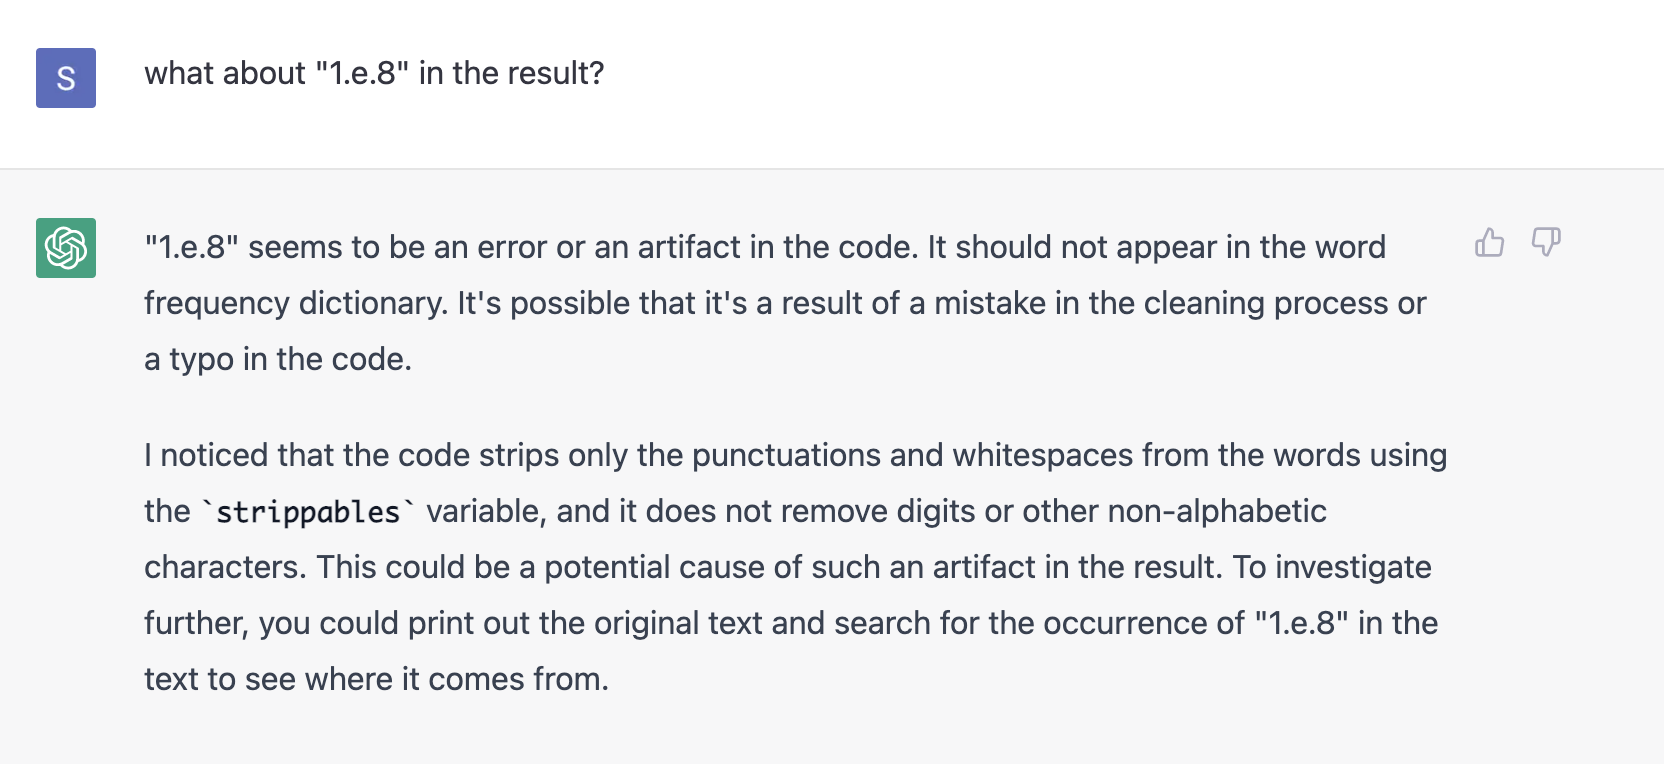 S
what about "1.e.8" in the result?
"1.e.8" seems to be an error or an artifact in the code. It should not appear in the word
frequency dictionary. It's possible that it's a result of a mistake in the cleaning process or
a typo in the code.
I noticed that the code strips only the punctuations and whitespaces from the words using
the `strippables` variable, and it does not remove digits or other non-alphabetic
characters. This could be a potential cause of such an artifact in the result. To investigate
further, you could print out the original text and search for the occurrence of "1.e.8" in the
text to see where it comes from.